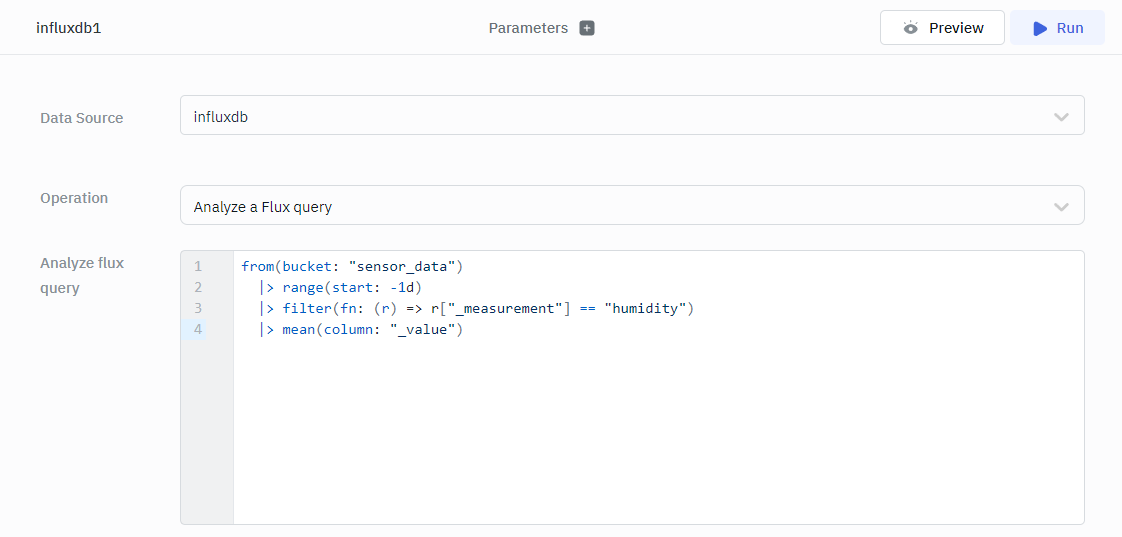 influxdb1
Parameters
Preview
Run
Data Source
influxdb
Operation
Analyze a Flux query
Analyze flux
query
1 from(bucket: "sensor_data")
2   |> range(start: -1d)
3   |> filter(fn: (r) => r["_measurement"] == "humidity")
4   |> mean(column: "_value")